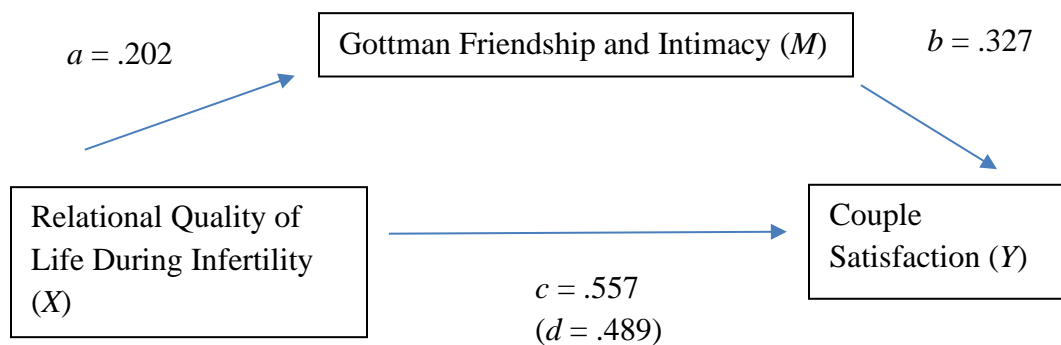 Gottman Friendship and Intimacy (M)
a = .202
b = .327
Relational Quality of
Life During Infertility
(X)
Couple
Satisfaction (Y)
c = .557
(d = .489)